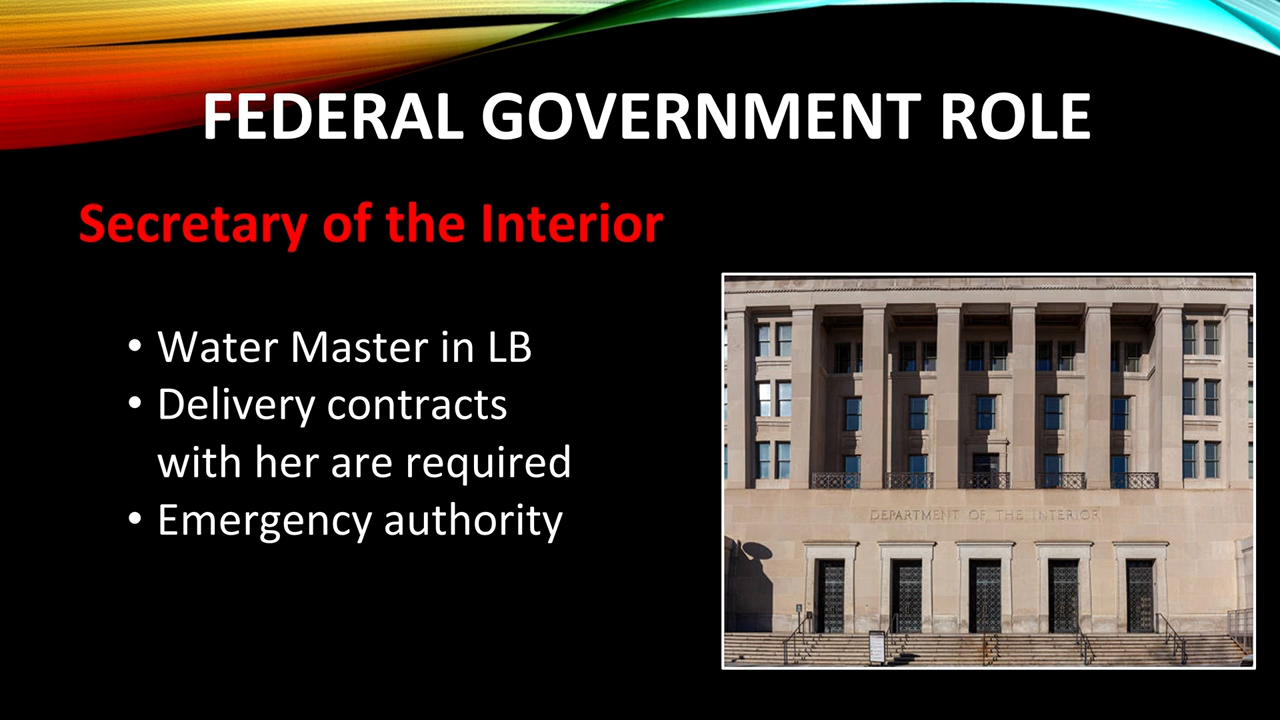 FEDERAL GOVERNMENT ROLE
Secretary of the Interior
• Water Master in LB
• Delivery contracts
with her are required
• Emergency authority
DEPARTMENT OF THE INTERIOR